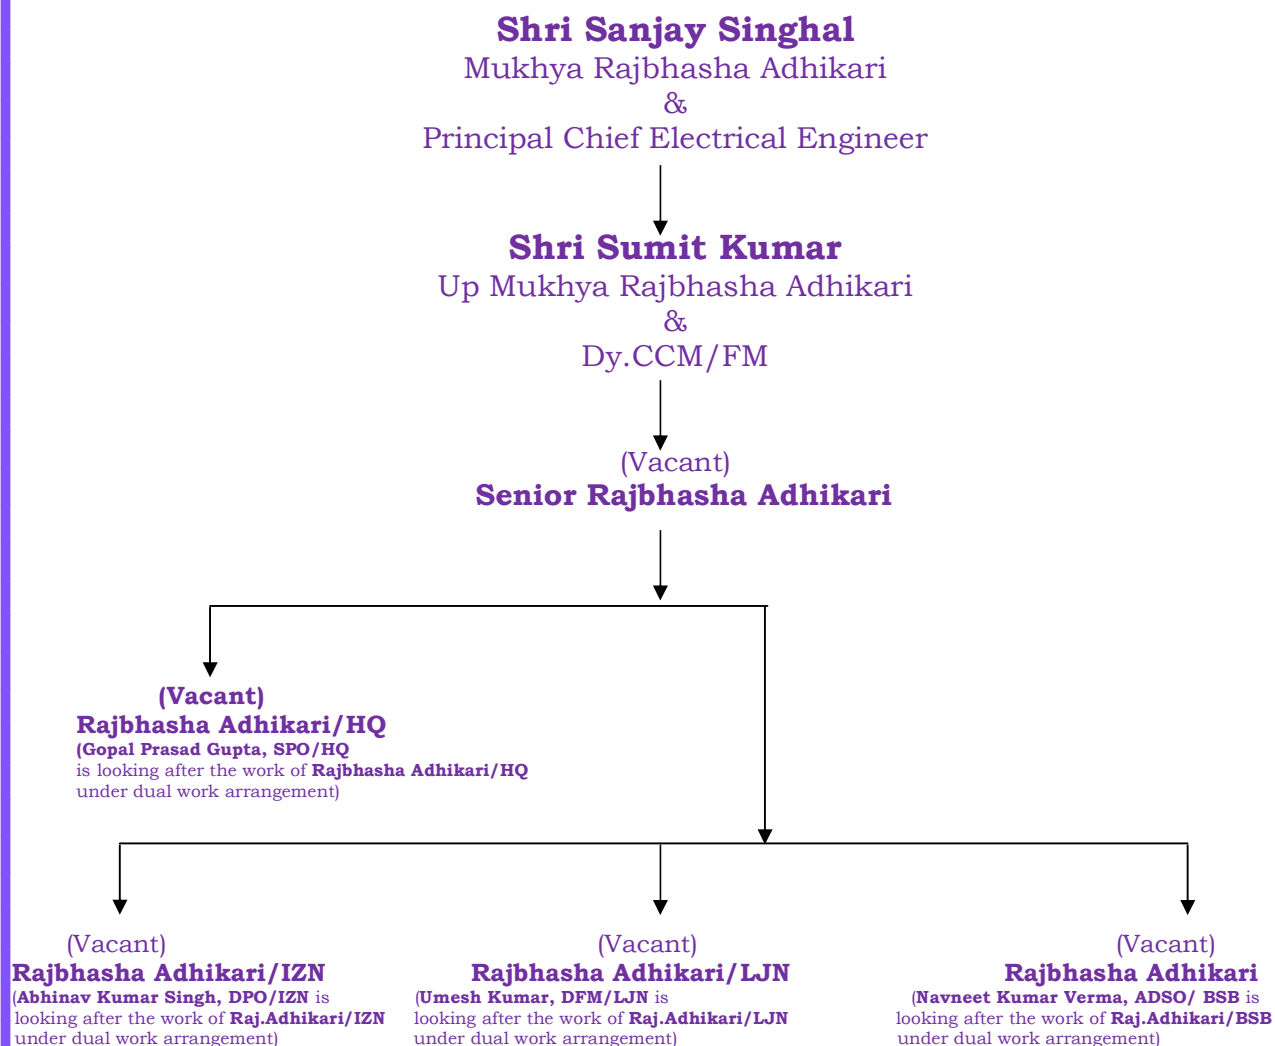 Shri Sanjay Singhal
Mukhya Rajbhasha Adhikari
&
Principal Chief Electrical Engineer
Shri Sumit Kumar
Up Mukhya Rajbhasha Adhikari
&
Dy.CCM/FM
(Vacant)
Senior Rajbhasha Adhikari
(Vacant)
Rajbhasha Adhikari/HQ
(Gopal Prasad Gupta, SPO/HQ
is looking after the work of Rajbhasha Adhikari/HQ
under dual work arrangement)
(Vacant)
Rajbhasha Adhikari/IZN
(Abhinav Kumar Singh, DPO/IZN is
looking after the work of Raj.Adhikari/IZN
under dual work arrangement)
(Vacant)
Rajbhasha Adhikari/LJN
(Umesh Kumar, DFM/LJN is
looking after the work of Raj.Adhikari/LJN
under dual work arrangement)
(Vacant)
Rajbhasha Adhikari
(Navneet Kumar Verma, ADSO/ BSB is
looking after the work of Raj.Adhikari/BSB
under dual work arrangement)